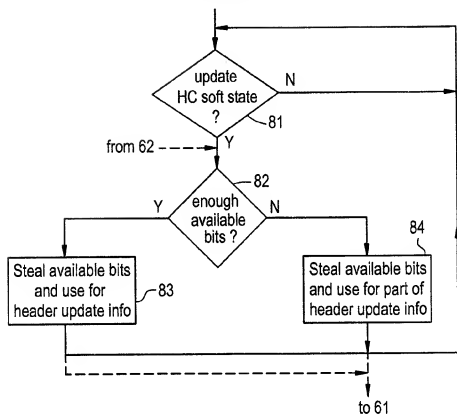 update
HC soft state
?
N
81
Y
from 62
82
enough
available
bits ?
Y
N
84
Steal available bits
and use for
header update info
83
Steal available bits
and use for part of
header update info
to 61